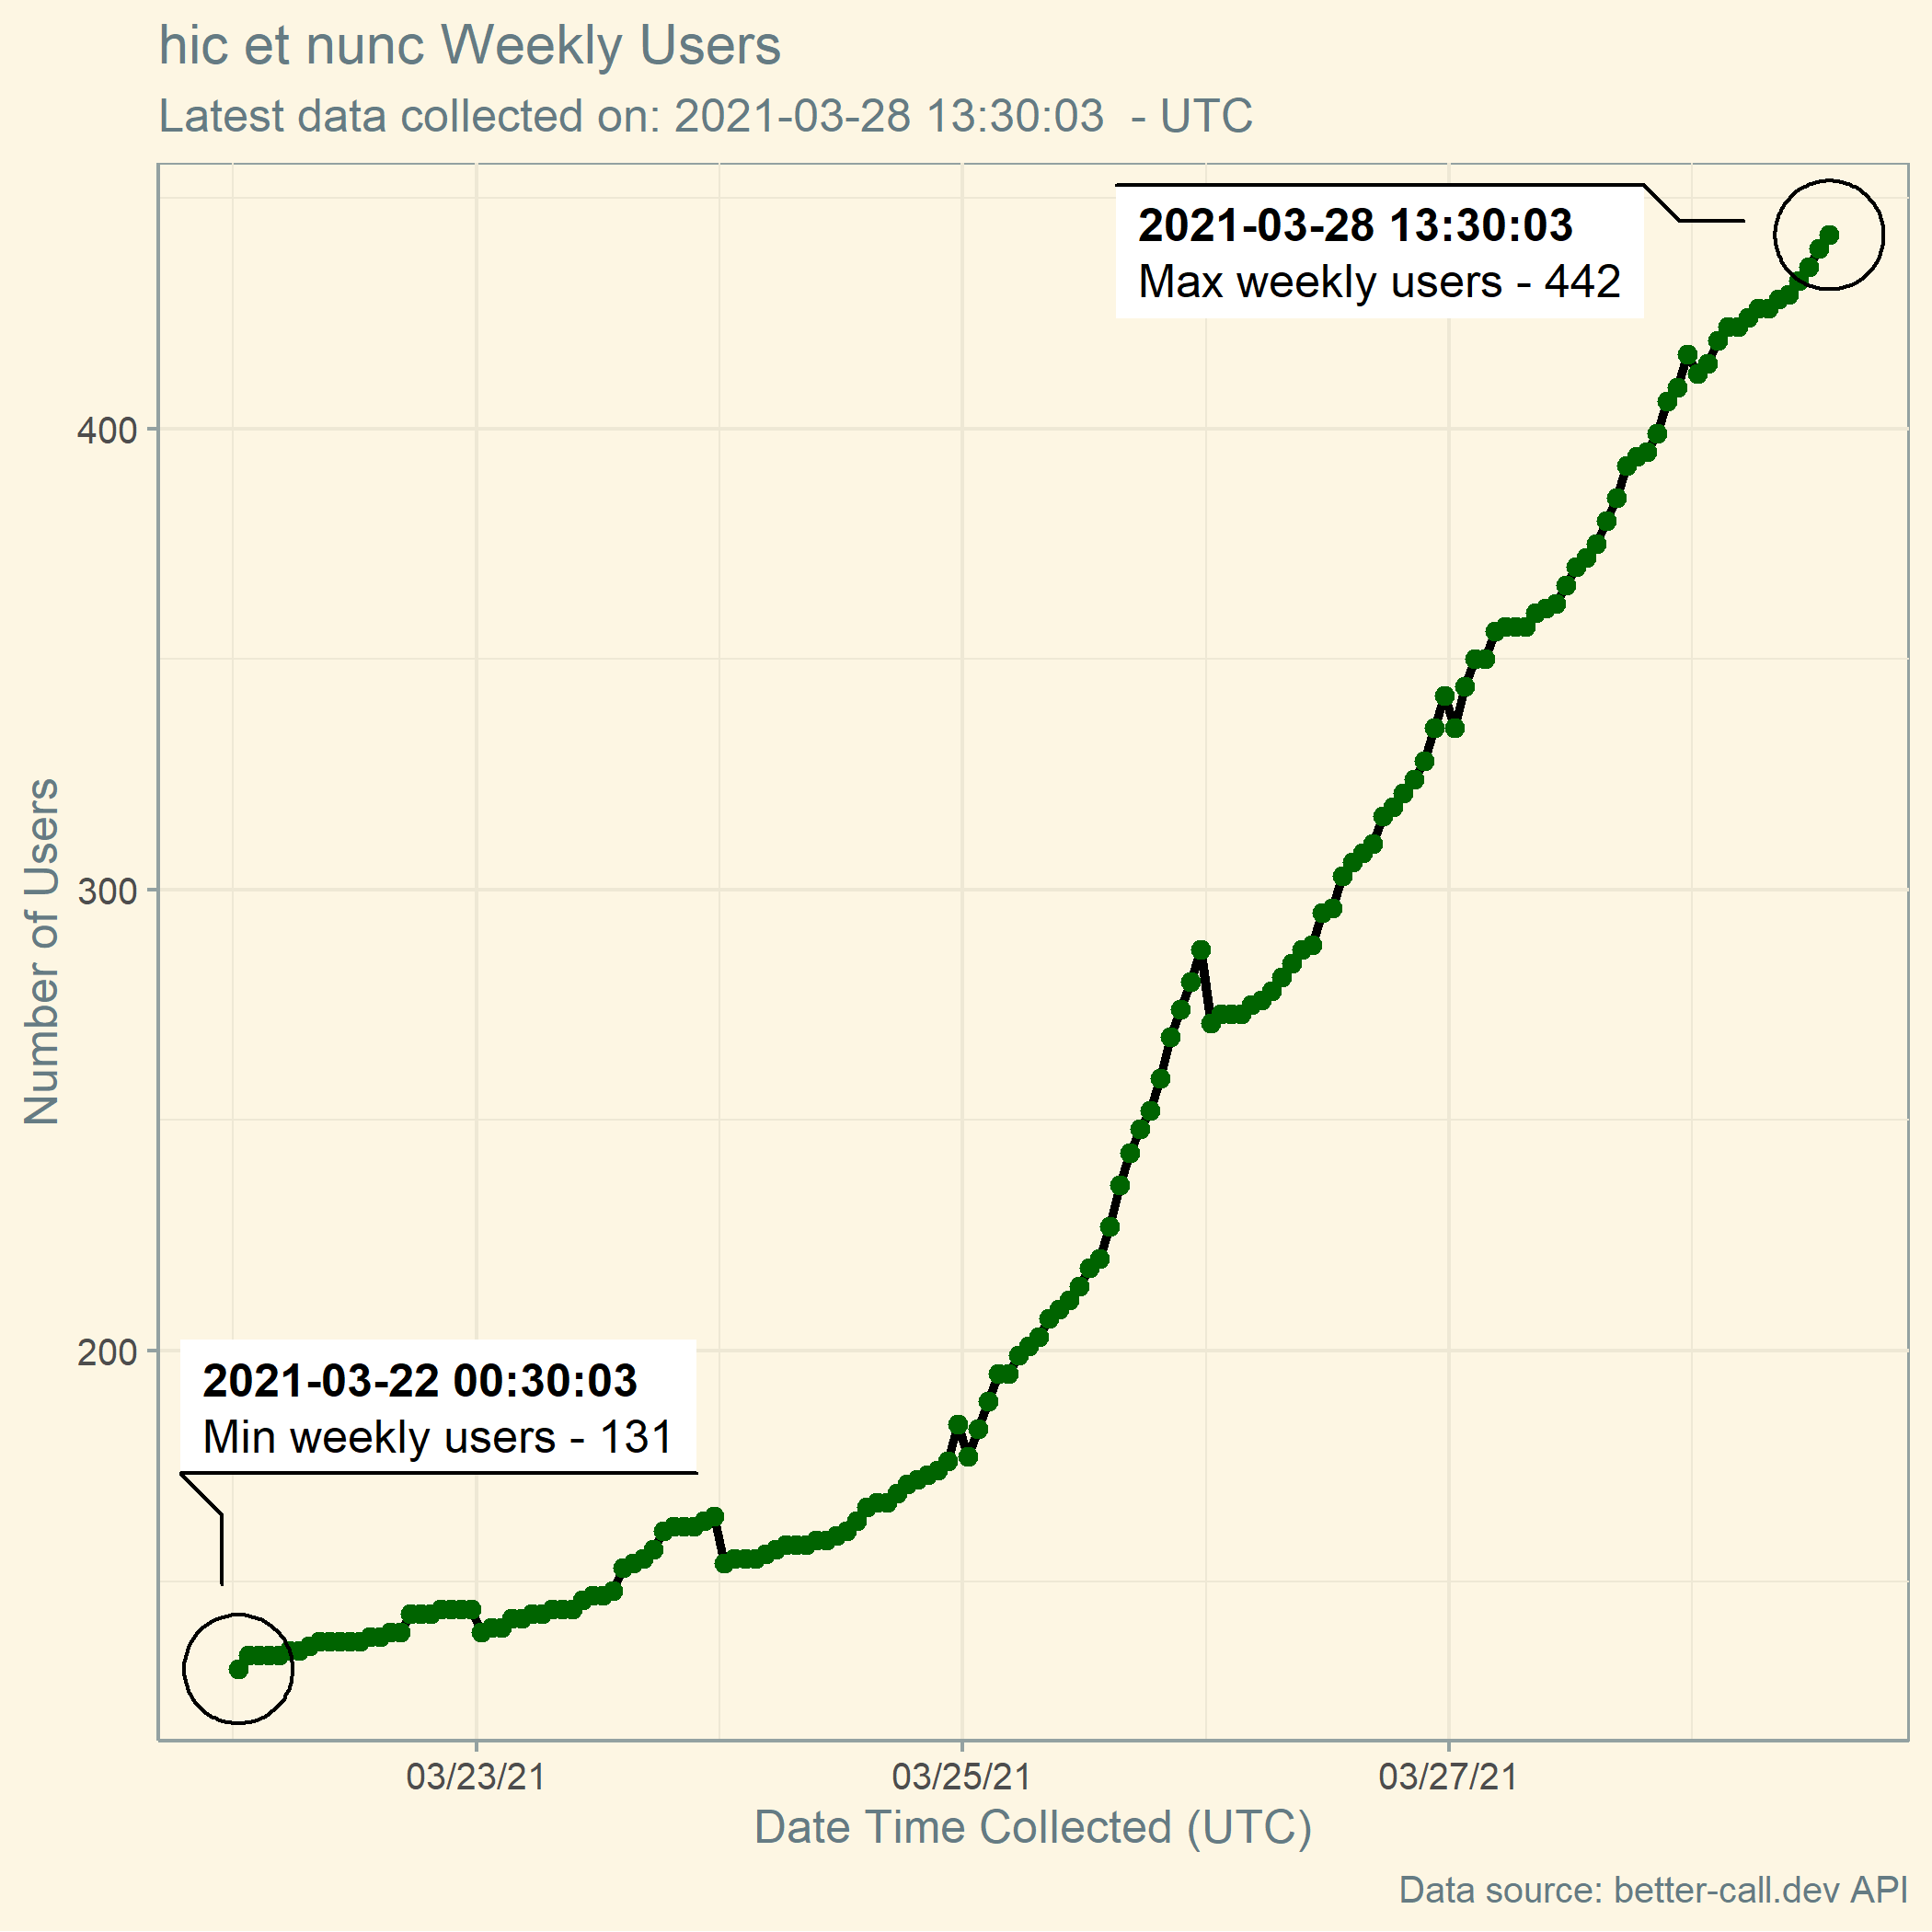 hic et nunc Weekly Users
Latest data collected on: 2021-03-28 13:30:03  - UTC
2021-03-28 13:30:03
Max weekly users - 442
400
300
200
Number of Users
2021-03-22 00:30:03
Min weekly users - 131
03/23/21 03/25/21 03/27/21
Date Time Collected (UTC)
Data source: better-call.dev API